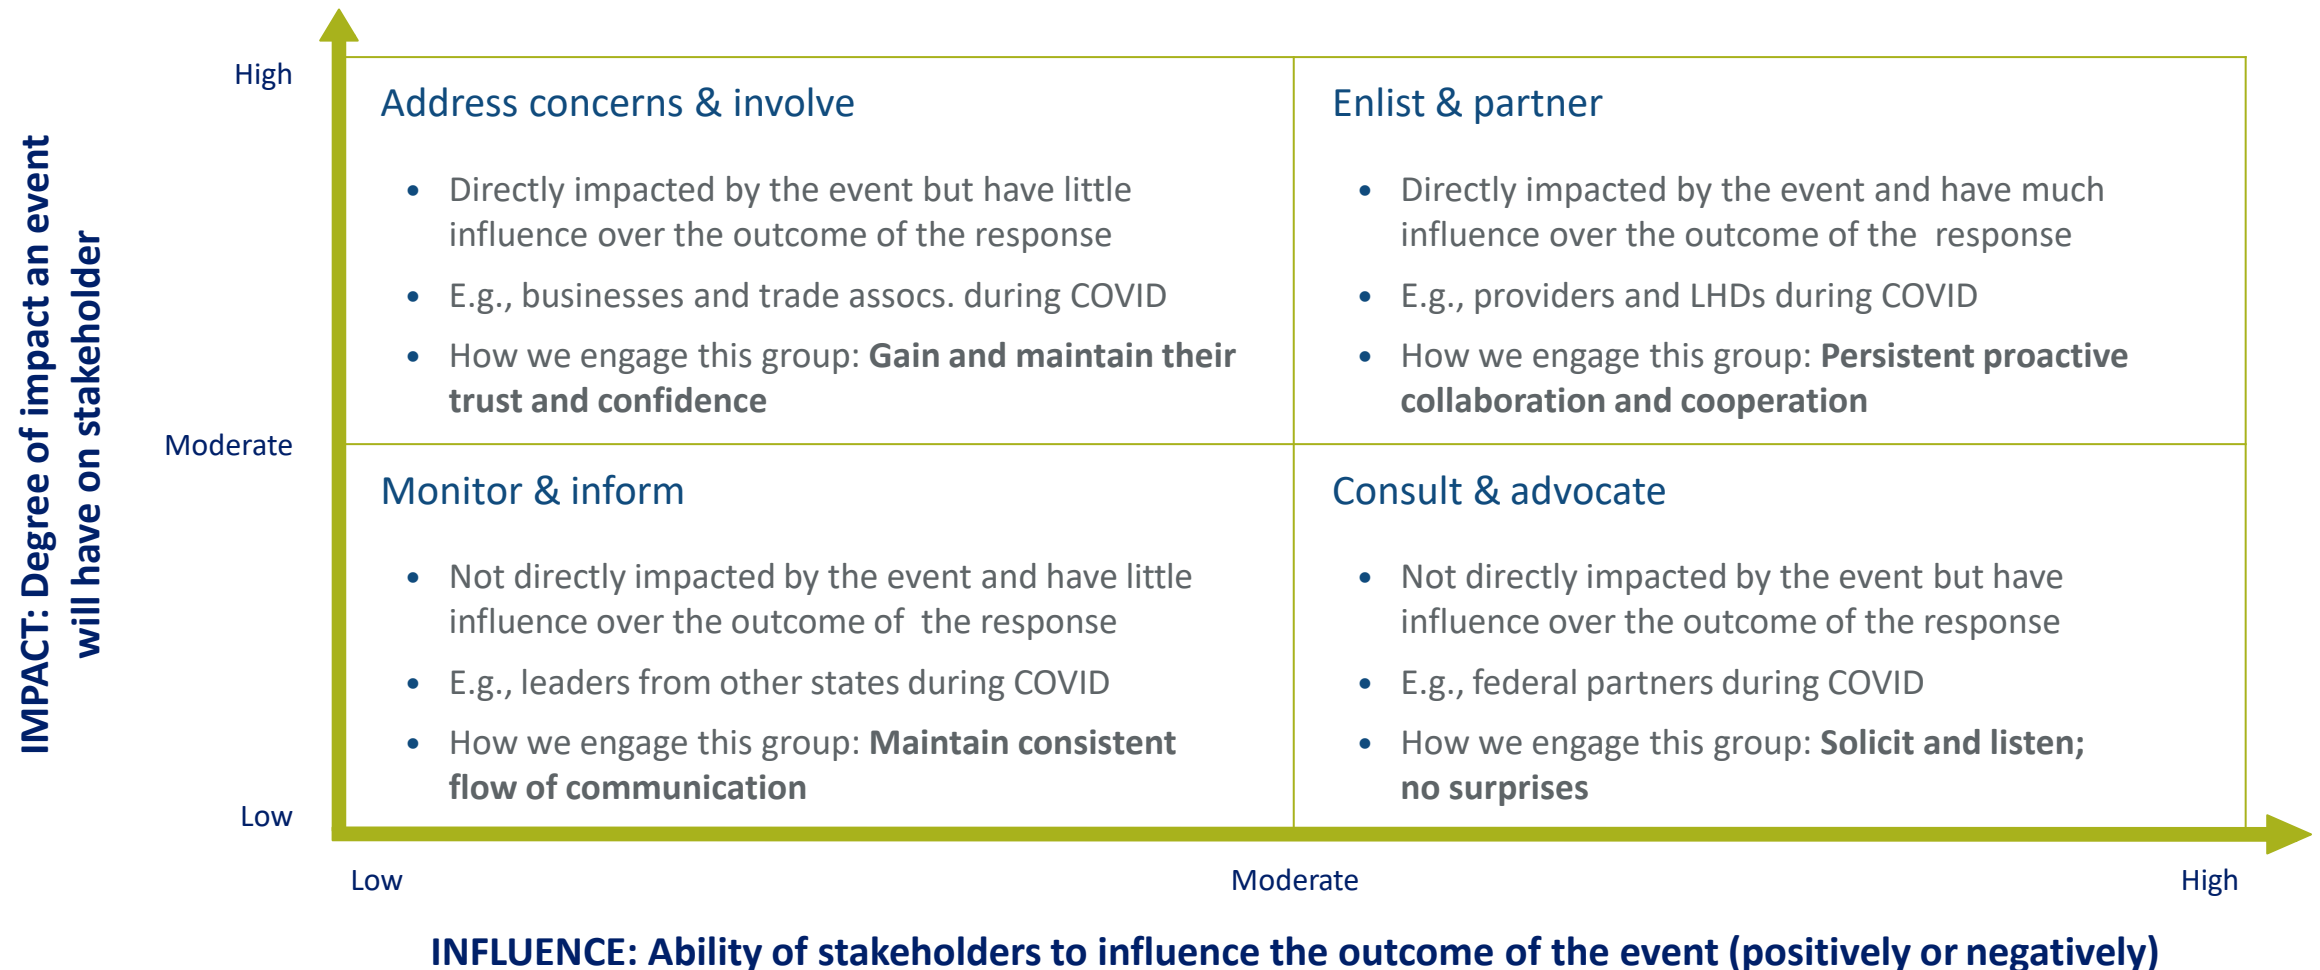 IMPACT: Degree of impact an event
will have on stakeholder
High
Moderate
Low
Address concerns & involve
• Directly impacted by the event but have little
influence over the outcome of the response
• E.g., businesses and trade assocs. during COVID
• How we engage this group: Gain and maintain their
trust and confidence
Enlist & partner
• Directly impacted by the event and have much
influence over the outcome of the  response
• E.g., providers and LHDs during COVID
• How we engage this group: Persistent proactive
collaboration and cooperation
Monitor & inform
• Not directly impacted by the event and have little
influence over the outcome of  the response
• E.g., leaders from other states during COVID
• How we engage this group: Maintain consistent
flow of communication
Consult & advocate
• Not directly impacted by the event but have
influence over the outcome of the response
• E.g., federal partners during COVID
• How we engage this group: Solicit and listen;
no surprises
Low
Moderate
High
INFLUENCE: Ability of stakeholders to influence the outcome of the event (positively or negatively)